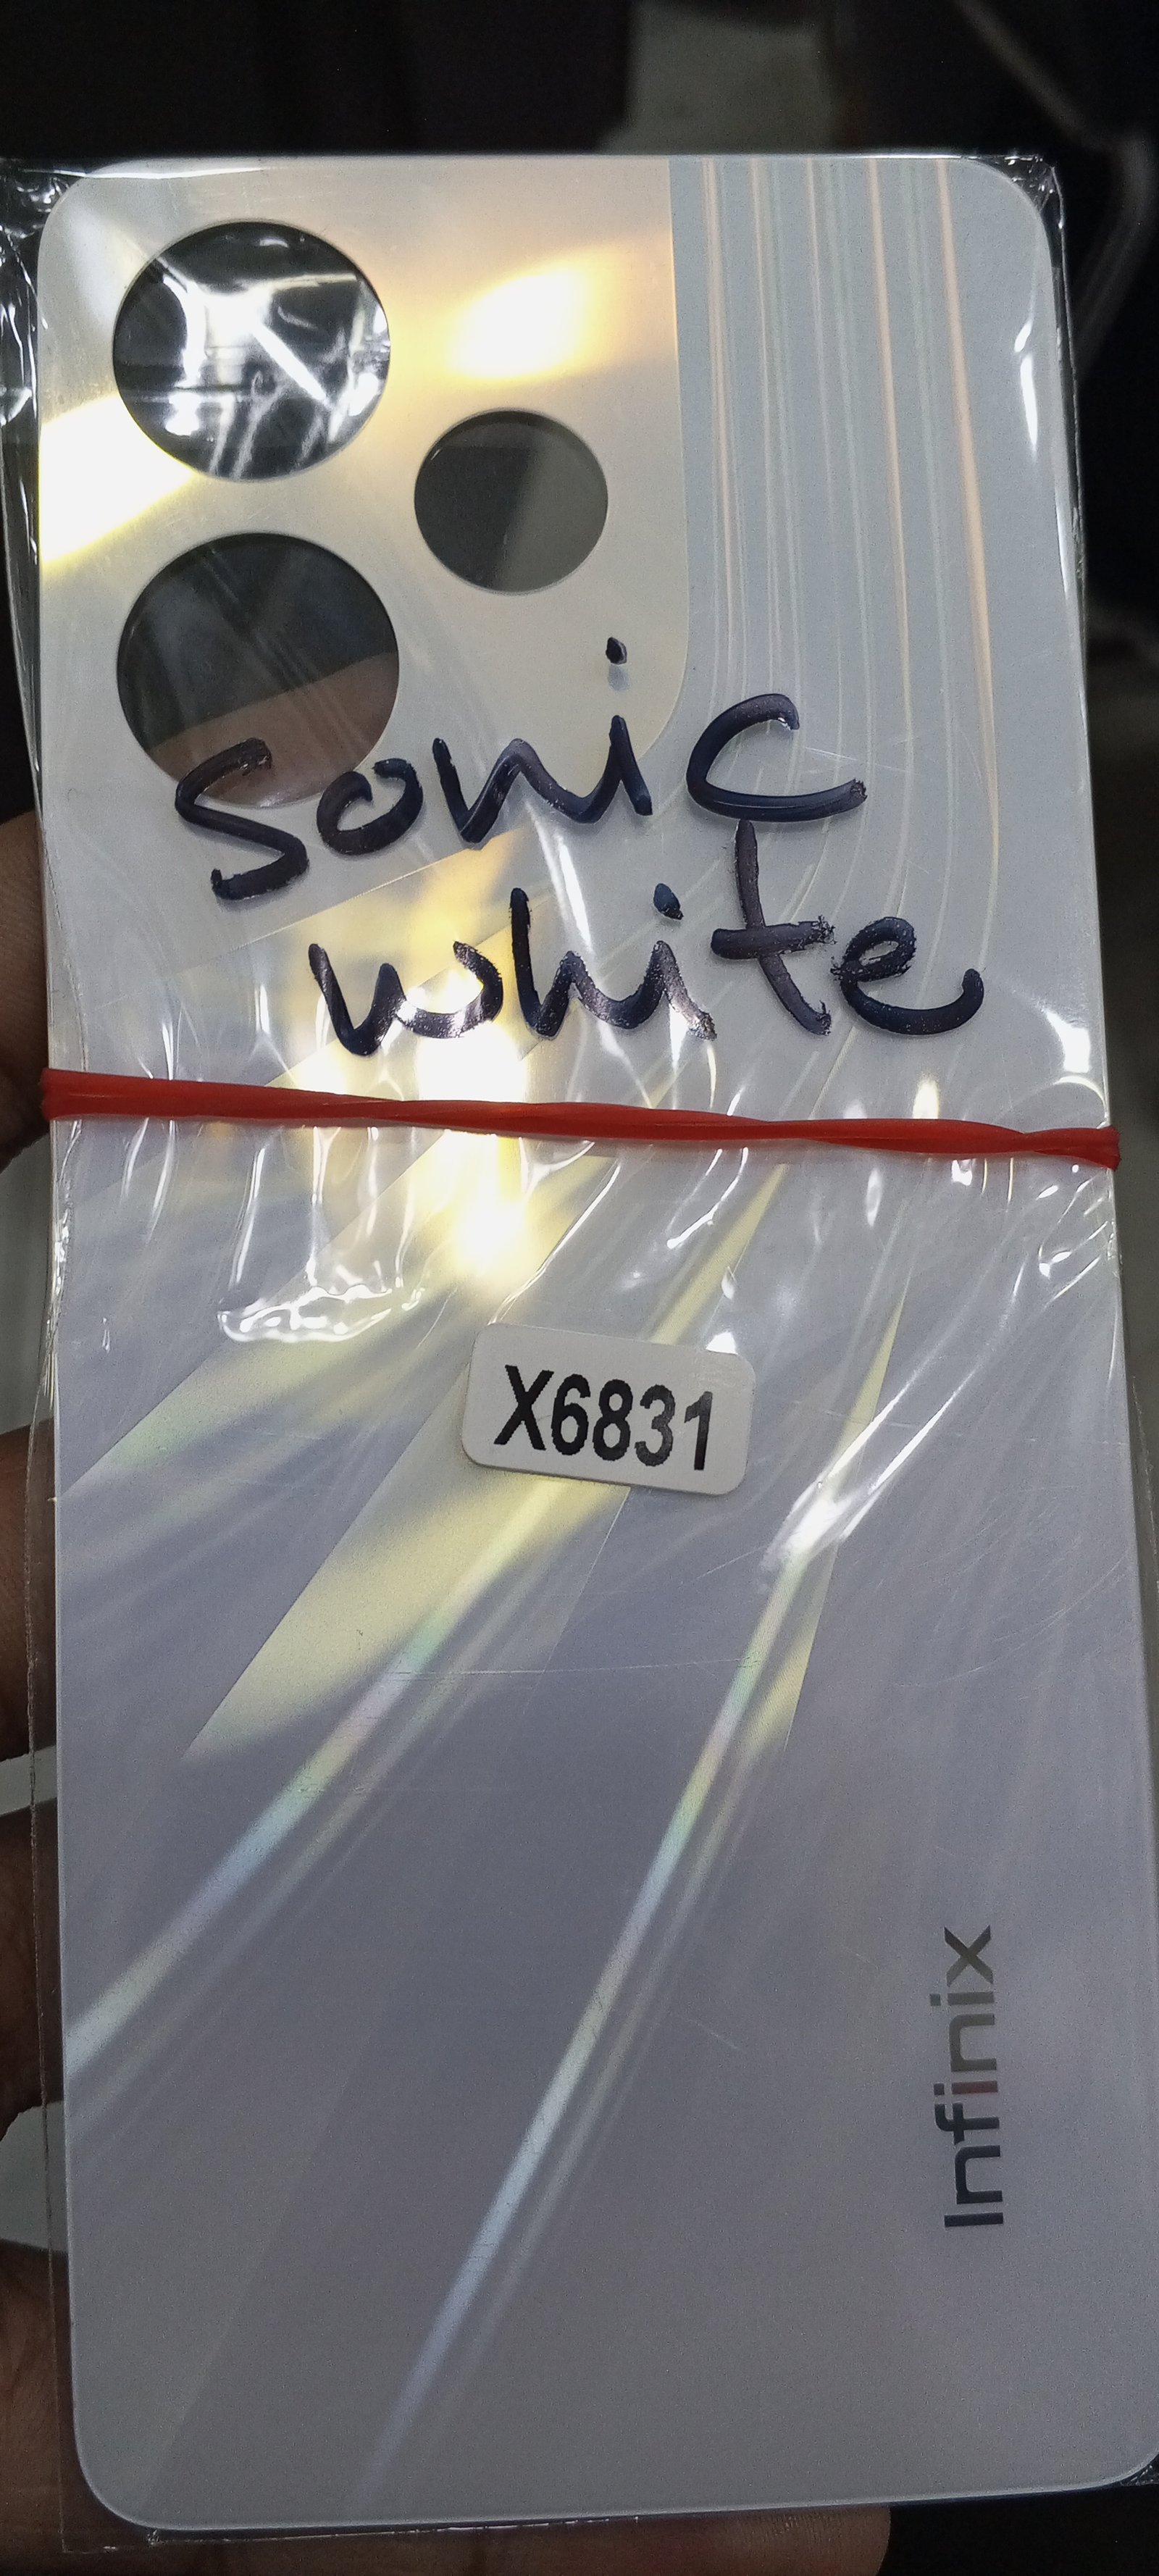 Sonic
white
X6831
Infinix